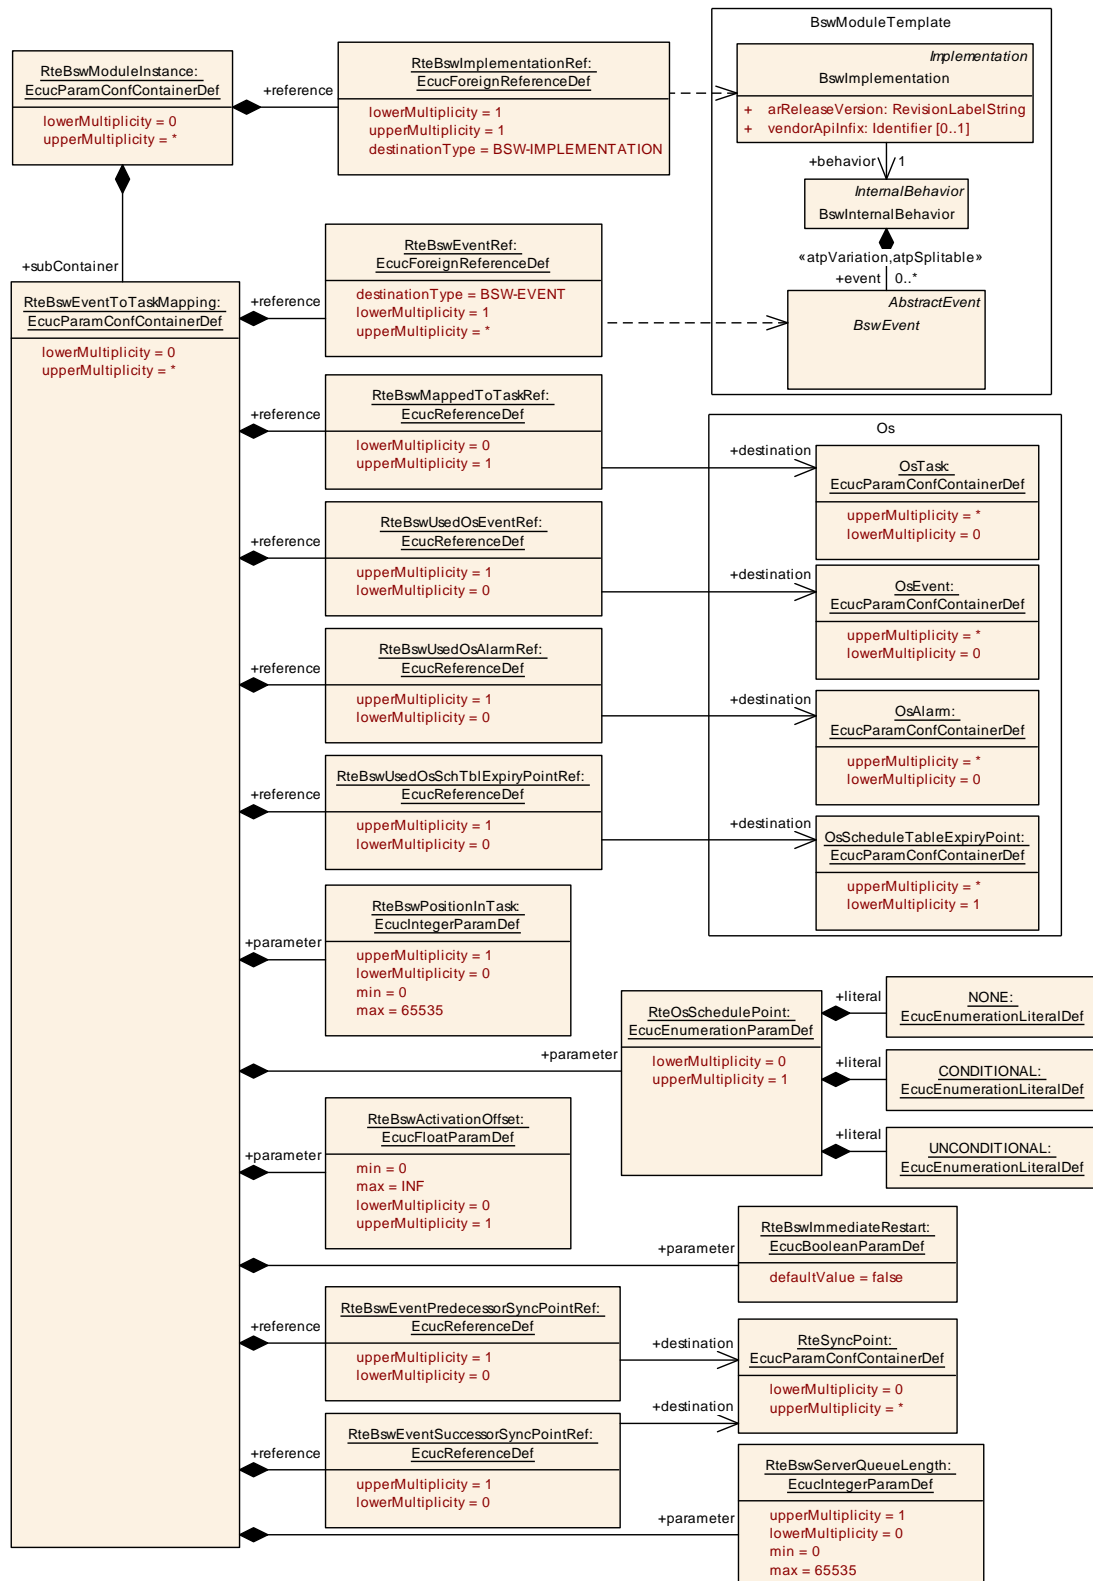 BswModuleTemplate
RteBswModuleInstance:
EcucParamConfContainerDef
lowerMultiplicity = 0
upperMultiplicity = *
+reference
RteBswImplementationRef:
EcucForeignReferenceDef
lowerMultiplicity = 1
upperMultiplicity = 1
destinationType = BSW-IMPLEMENTATION
Implementation
BswImplementation
+ arReleaseVersion: RevisionLabelString
+ vendorApiInfix: Identifier [0..1]
+behavior 1
InternalBehavior
BswInternalBehavior
«atpVariation,atpSplitable»
+event 0..*
AbstractEvent
BswEvent
+subContainer
RteBswEventToTaskMapping:
EcucParamConfContainerDef
lowerMultiplicity = 0
upperMultiplicity = *
+reference
RteBswEventRef:
EcucForeignReferenceDef
destinationType = BSW-EVENT
lowerMultiplicity = 1
upperMultiplicity = *
+reference
RteBswMappedToTaskRef:
EcucReferenceDef
lowerMultiplicity = 0
upperMultiplicity = 1
Os
+destination
OsTask:
EcucParamConfContainerDef
upperMultiplicity = *
lowerMultiplicity = 0
+reference
RteBswUsedOsEventRef:
EcucReferenceDef
upperMultiplicity = 1
lowerMultiplicity = 0
+destination
OsEvent:
EcucParamConfContainerDef
upperMultiplicity = *
lowerMultiplicity = 0
+reference
RteBswUsedOsAlarmRef:
EcucReferenceDef
upperMultiplicity = 1
lowerMultiplicity = 0
+destination
OsAlarm:
EcucParamConfContainerDef
upperMultiplicity = *
lowerMultiplicity = 0
+reference
RteBswUsedOsSchTblExpiryPointRef:
EcucReferenceDef
upperMultiplicity = 1
lowerMultiplicity = 0
+destination
OsScheduleTableExpiryPoint:
EcucParamConfContainerDef
upperMultiplicity = *
lowerMultiplicity = 1
+parameter
RteBswPositionInTask:
EcucIntegerParamDef
upperMultiplicity = 1
lowerMultiplicity = 0
min = 0
max = 65535
+parameter
RteOsSchedulePoint:
EcucEnumerationParamDef
lowerMultiplicity = 0
upperMultiplicity = 1
+literal
NONE:
EcucEnumerationLiteralDef
+literal
CONDITIONAL:
EcucEnumerationLiteralDef
+literal
UNCONDITIONAL:
EcucEnumerationLiteralDef
+parameter
RteBswActivationOffset:
EcucFloatParamDef
min = 0
max = INF
lowerMultiplicity = 0
upperMultiplicity = 1
+parameter
RteBswImmediateRestart:
EcucBooleanParamDef
defaultValue = false
+reference
RteBswEventPredecessorSyncPointRef:
EcucReferenceDef
upperMultiplicity = 1
lowerMultiplicity = 0
+destination
RteSyncPoint:
EcucParamConfContainerDef
lowerMultiplicity = 0
upperMultiplicity = *
+destination
+reference
RteBswEventSuccessorSyncPointRef:
EcucReferenceDef
upperMultiplicity = 1
lowerMultiplicity = 0
+parameter
RteBswServerQueueLength:
EcucIntegerParamDef
upperMultiplicity = 1
lowerMultiplicity = 0
min = 0
max = 65535